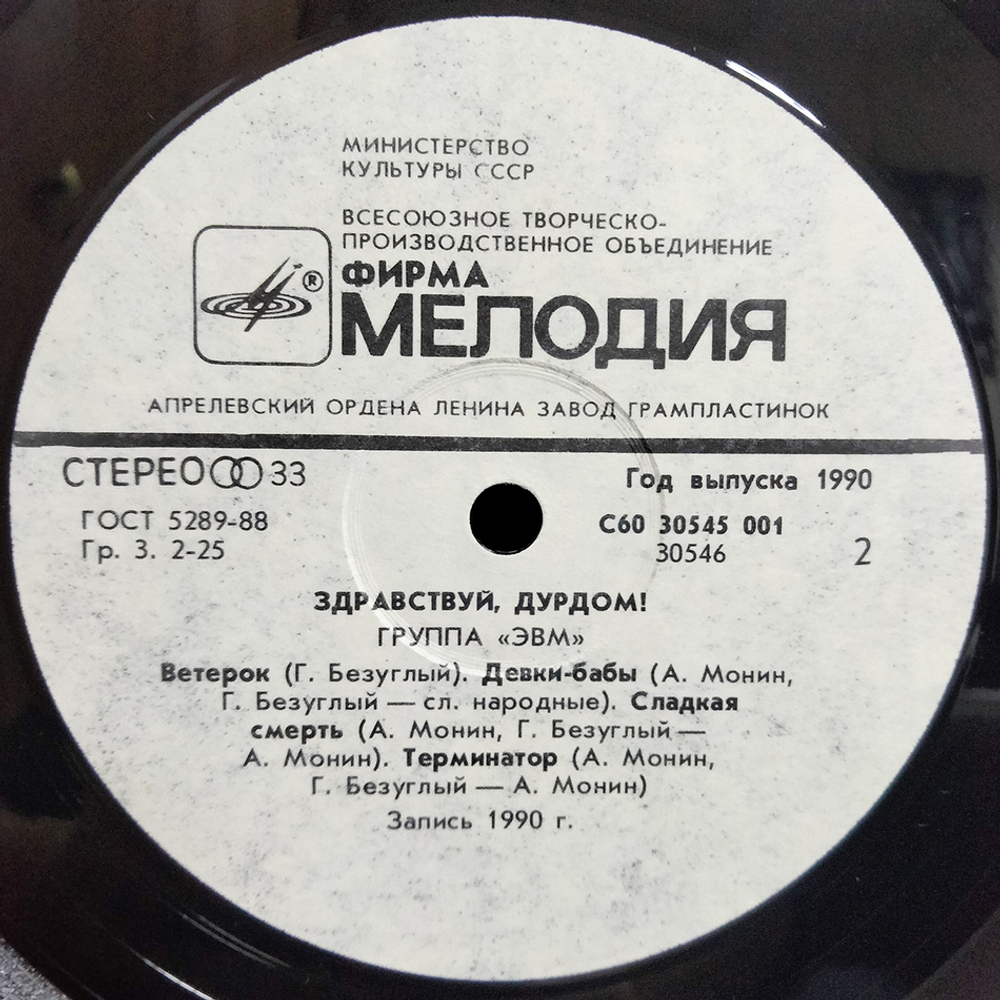 МИНИСТЕРСТВО
КУЛЬТУРЫ СССР
ВСЕСОЮЗНОЕ ТВОРЧЕСКО-
ПРОИЗВОДСТВЕННОЕ ОБЪЕДИНЕНИЕ
®
ФИРМА
МЕЛОДИЯ
АПРЕЛЕВСКИЙ ОРДЕНА ЛЕНИНА ЗАВОД ГРАМПЛАСТИНОК
СТЕРЕО 33
Год выпуска 1990
ГОСТ 5289-88
С60 30545 001
Гр. 3. 2-25
30546
2
ЗДРАВСТВУЙ, ДУРДОМ!
ГРУППА «ЭВМ»
Ветерок (Г. Безуглый). Девки-бабы (А. Монин,
Г. Безуглый — сл. народные). Сладкая
смерть (А. Монин, Г. Безуглый —
А. Монин). Терминатор (А. Монин,
Г. Безуглый — А. Монин)
Запись 1990 г.